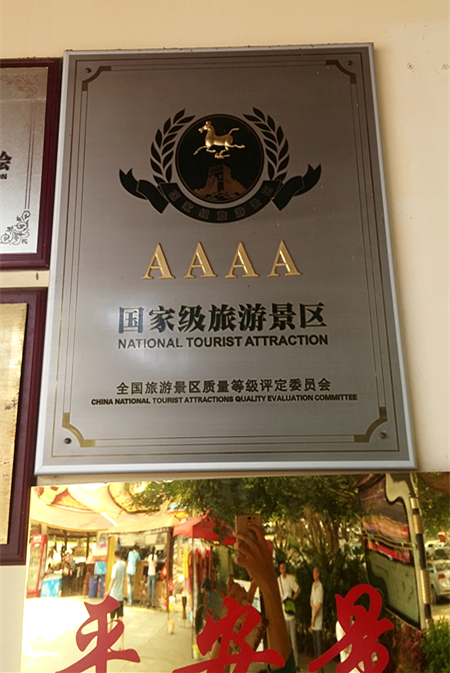 AAAA
国家级旅游景区
NATIONAL TOURIST ATTRACTION
全国旅游景区质量等级评定委员会
CHINA NATIONAL TOURIST ATTRACTIONS QUALITY EVALUATION COMMITTEE
平安景